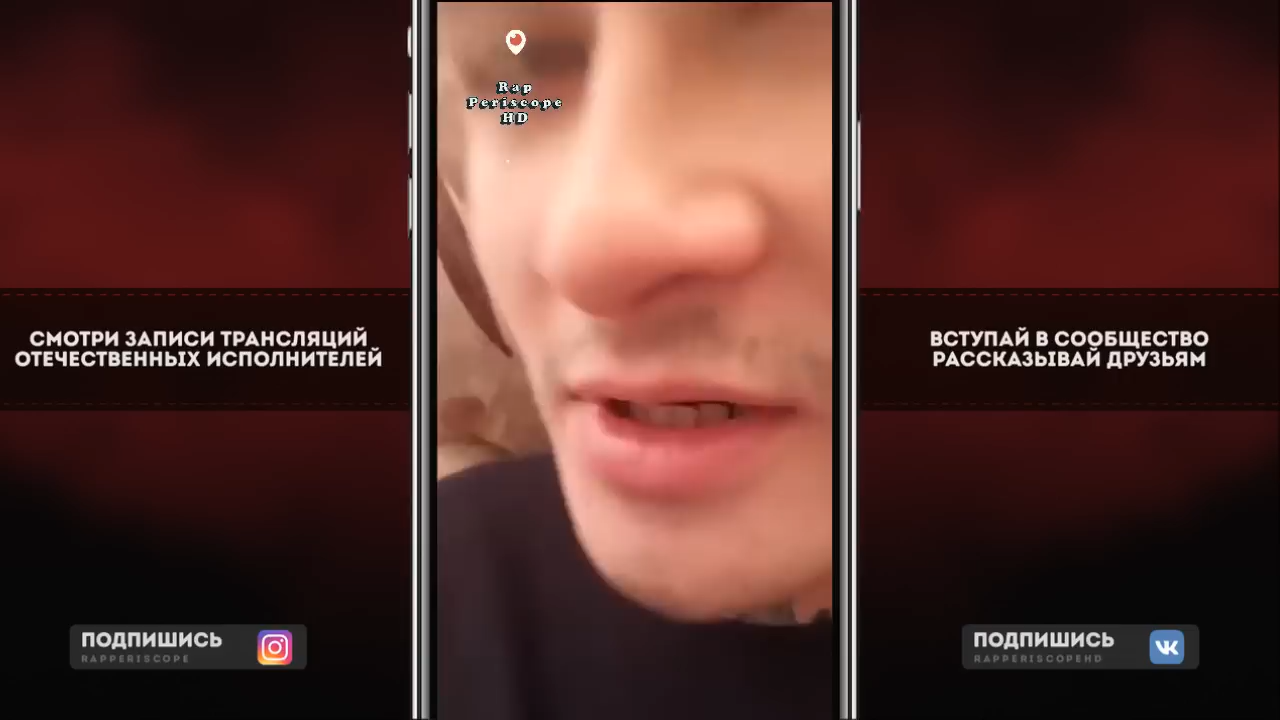 Rap
Periscope
HD
СМОТРИ ЗАПИСИ ТРАНСЛЯЦИЙ
ОТЕЧЕСТВЕННЫХ ИСПОЛНИТЕЛЕЙ
ВСТУПАЙ В СООБЩЕСТВО
РАССКАЗЫВАЙ ДРУЗЬЯМ
ПОДПИШИСЬ
RAPPERISCOPE
ПОДПИШИСЬ
RAPPERISCOPEHD